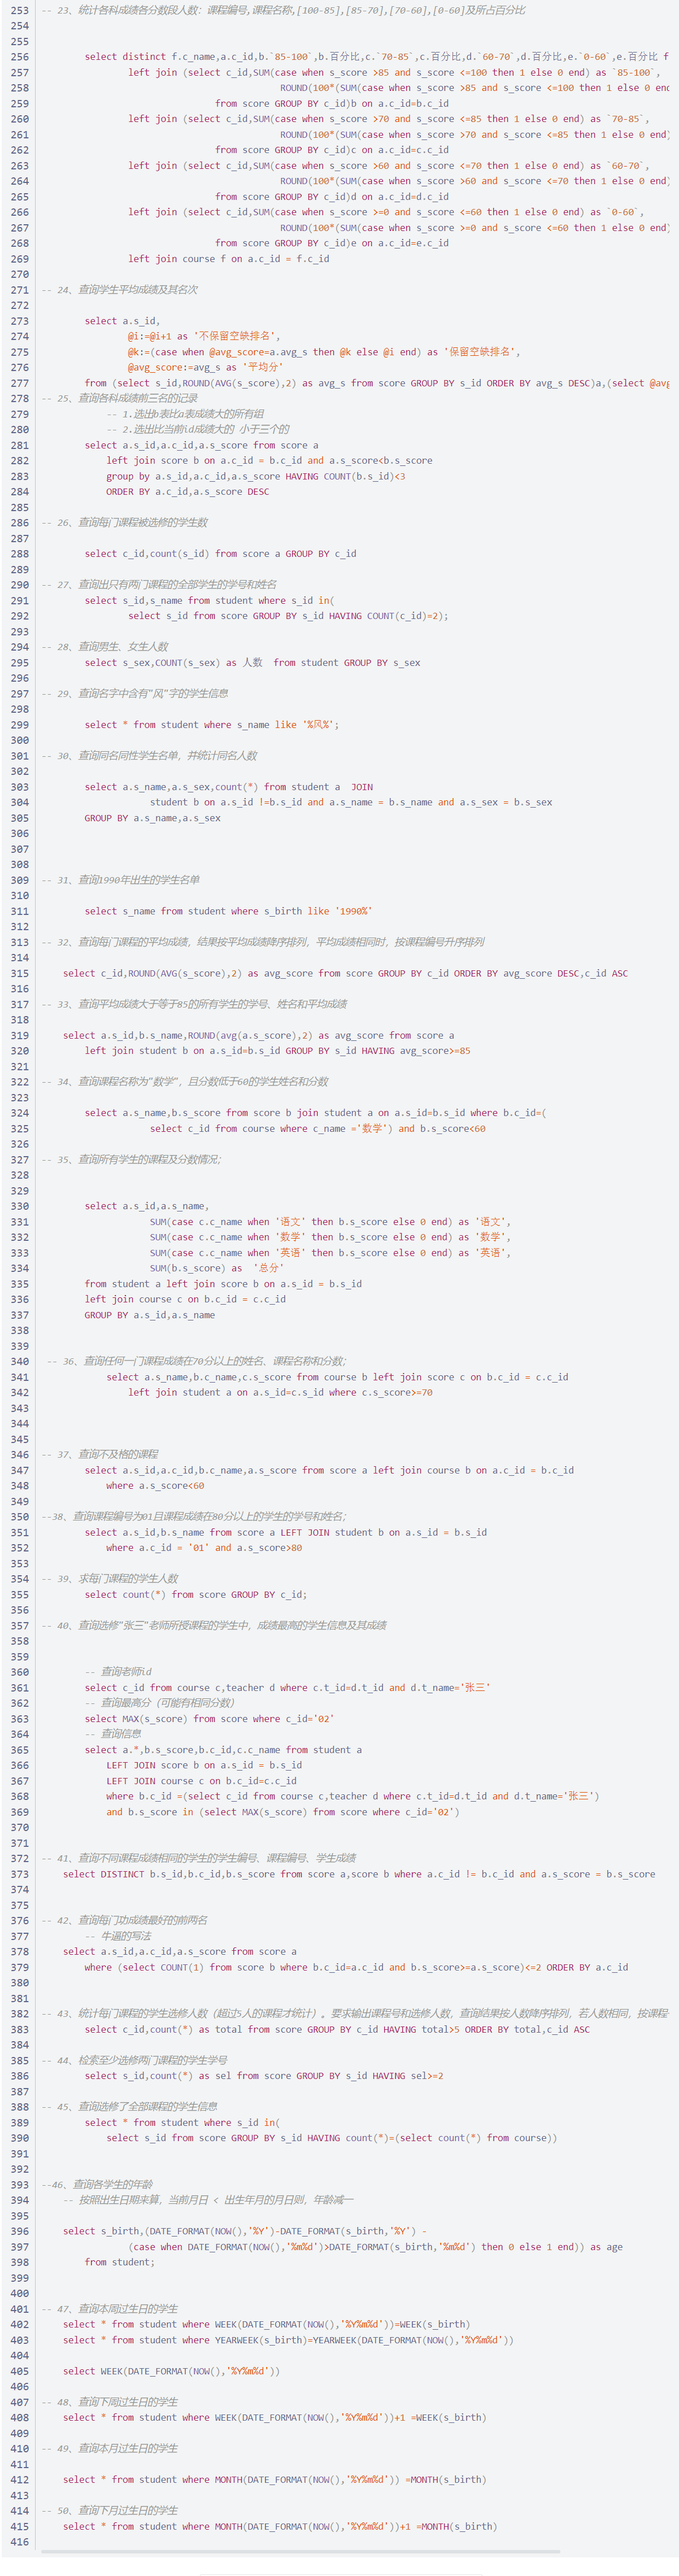 253 -- 23、统计各科成绩各分数段人数：课程编号,课程名称,[100-85],[85-70],[70-60],[0-60]及所占百分比
254
255
256 select distinct f.c_name,a.c_id,b.`85-100`,b.百分比,c.`70-85`,c.百分比,d.`60-70`,d.百分比,e.`0-60`,e.百分比 f
257 left join (select c_id,SUM(case when s_score >85 and s_score <=100 then 1 else 0 end) as `85-100`,
258 ROUND(100*(SUM(case when s_score >85 and s_score <=100 then 1 else 0 end
259 from score GROUP BY c_id)b on a.c_id=b.c_id
260 left join (select c_id,SUM(case when s_score >70 and s_score <=85 then 1 else 0 end) as `70-85`,
261 ROUND(100*(SUM(case when s_score >70 and s_score <=85 then 1 else 0 end)
262 from score GROUP BY c_id)c on a.c_id=c.c_id
263 left join (select c_id,SUM(case when s_score >60 and s_score <=70 then 1 else 0 end) as `60-70`,
264 ROUND(100*(SUM(case when s_score >60 and s_score <=70 then 1 else 0 end)
265 from score GROUP BY c_id)d on a.c_id=d.c_id
266 left join (select c_id,SUM(case when s_score >=0 and s_score <=60 then 1 else 0 end) as `0-60`,
267 ROUND(100*(SUM(case when s_score >=0 and s_score <=60 then 1 else 0 end)
268 from score GROUP BY c_id)e on a.c_id=e.c_id
269 left join course f on a.c_id = f.c_id
270
271 -- 24、查询学生平均成绩及其名次
272
273 select a.s_id,
274 @i:=@i+1 as '不保留空缺排名',
275 @k:=(case when @avg_score=a.avg_s then @k else @i end) as '保留空缺排名',
276 @avg_score:=avg_s as '平均分'
277 from (select s_id,ROUND(AVG(s_score),2) as avg_s from score GROUP BY s_id ORDER BY avg_s DESC)a,(select @avg
278 -- 25、查询各科成绩前三名的记录
279 -- 1.选出b表比a表成绩大的所有组
280 -- 2.选出比当前id成绩大的 小于三个的
281 select a.s_id,a.c_id,a.s_score from score a
282 left join score b on a.c_id = b.c_id and a.s_score<b.s_score
283 group by a.s_id,a.c_id,a.s_score HAVING COUNT(b.s_id)<3
284 ORDER BY a.c_id,a.s_score DESC
285
286 -- 26、查询每门课程被选修的学生数
287
288 select c_id,count(s_id) from score a GROUP BY c_id
289
290 -- 27、查询出只有两门课程的全部学生的学号和姓名
291 select s_id,s_name from student where s_id in(
292 select s_id from score GROUP BY s_id HAVING COUNT(c_id)=2);
293
294 -- 28、查询男生、女生人数
295 select s_sex,COUNT(s_sex) as 人数 from student GROUP BY s_sex
296
297 -- 29、查询名字中含有"风"字的学生信息
298
299 select * from student where s_name like '%风%';
300
301 -- 30、查询同名同性学生名单，并统计同名人数
302
303 select a.s_name,a.s_sex,count(*) from student a JOIN
304 student b on a.s_id !=b.s_id and a.s_name = b.s_name and a.s_sex = b.s_sex
305 GROUP BY a.s_name,a.s_sex
306
307
308
309 -- 31、查询1990年出生的学生名单
310
311 select s_name from student where s_birth like '1990%'
312
313 -- 32、查询每门课程的平均成绩，结果按平均成绩降序排列，平均成绩相同时，按课程编号升序排列
314
315 select c_id,ROUND(AVG(s_score),2) as avg_score from score GROUP BY c_id ORDER BY avg_score DESC,c_id ASC
316
317 -- 33、查询平均成绩大于等于85的所有学生的学号、姓名和平均成绩
318
319 select a.s_id,b.s_name,ROUND(avg(a.s_score),2) as avg_score from score a
320 left join student b on a.s_id=b.s_id GROUP BY s_id HAVING avg_score>=85
321
322 -- 34、查询课程名称为"数学"，且分数低于60的学生姓名和分数
323
324 select a.s_name,b.s_score from score b join student a on a.s_id=b.s_id where b.c_id=(
325 select c_id from course where c_name ='数学') and b.s_score<60
326
327 -- 35、查询所有学生的课程及分数情况；
328
329
330 select a.s_id,a.s_name,
331 SUM(case c.c_name when '语文' then b.s_score else 0 end) as '语文',
332 SUM(case c.c_name when '数学' then b.s_score else 0 end) as '数学',
333 SUM(case c.c_name when '英语' then b.s_score else 0 end) as '英语',
334 SUM(b.s_score) as '总分'
335 from student a left join score b on a.s_id = b.s_id
336 left join course c on b.c_id = c.c_id
337 GROUP BY a.s_id,a.s_name
338
339
340 -- 36、查询任何一门课程成绩在70分以上的姓名、课程名称和分数；
341 select a.s_name,b.c_name,c.s_score from course b left join score c on b.c_id = c.c_id
342 left join student a on a.s_id=c.s_id where c.s_score>=70
343
344
345
346 -- 37、查询不及格的课程
347 select a.s_id,a.c_id,b.c_name,a.s_score from score a left join course b on a.c_id = b.c_id
348 where a.s_score<60
349
350 --38、查询课程编号为01且课程成绩在80分以上的学生的学号和姓名；
351 select a.s_id,b.s_name from score a LEFT JOIN student b on a.s_id = b.s_id
352 where a.c_id = '01' and a.s_score>80
353
354 -- 39、求每门课程的学生人数
355 select count(*) from score GROUP BY c_id;
356
357 -- 40、查询选修"张三"老师所授课程的学生中，成绩最高的学生信息及其成绩
358
359
360 -- 查询老师id
361 select c_id from course c,teacher d where c.t_id=d.t_id and d.t_name='张三'
362 -- 查询最高分（可能有相同分数）
363 select MAX(s_score) from score where c_id='02'
364 -- 查询信息
365 select a.*,b.s_score,b.c_id,c.c_name from student a
366 LEFT JOIN score b on a.s_id = b.s_id
367 LEFT JOIN course c on b.c_id=c.c_id
368 where b.c_id =(select c_id from course c,teacher d where c.t_id=d.t_id and d.t_name='张三')
369 and b.s_score in (select MAX(s_score) from score where c_id='02')
370
371
372 -- 41、查询不同课程成绩相同的学生的学生编号、课程编号、学生成绩
373 select DISTINCT b.s_id,b.c_id,b.s_score from score a,score b where a.c_id != b.c_id and a.s_score = b.s_score
374
375
376 -- 42、查询每门功成绩最好的前两名
377 -- 牛逼的写法
378 select a.s_id,a.c_id,a.s_score from score a
379 where (select COUNT(1) from score b where b.c_id=a.c_id and b.s_score>=a.s_score)<=2 ORDER BY a.c_id
380
381
382 -- 43、统计每门课程的学生选修人数（超过5人的课程才统计）。要求输出课程号和选修人数，查询结果按人数降序排列，若人数相同，按课程
383 select c_id,count(*) as total from score GROUP BY c_id HAVING total>5 ORDER BY total,c_id ASC
384
385 -- 44、检索至少选修两门课程的学生学号
386 select s_id,count(*) as sel from score GROUP BY s_id HAVING sel>=2
387
388 -- 45、查询选修了全部课程的学生信息
389 select * from student where s_id in(
390 select s_id from score GROUP BY s_id HAVING count(*)=(select count(*) from course))
391
392
393 --46、查询各学生的年龄
394 -- 按照出生日期来算，当前月日 < 出生年月的月日则，年龄减一
395
396 select s_birth,(DATE_FORMAT(NOW(),'%Y')-DATE_FORMAT(s_birth,'%Y') -
397 (case when DATE_FORMAT(NOW(),'%m%d')>DATE_FORMAT(s_birth,'%m%d') then 0 else 1 end)) as age
398 from student;
399
400
401 -- 47、查询本周过生日的学生
402 select * from student where WEEK(DATE_FORMAT(NOW(),'%Y%m%d'))=WEEK(s_birth)
403 select * from student where YEARWEEK(s_birth)=YEARWEEK(DATE_FORMAT(NOW(),'%Y%m%d'))
404
405 select WEEK(DATE_FORMAT(NOW(),'%Y%m%d'))
406
407 -- 48、查询下周过生日的学生
408 select * from student where WEEK(DATE_FORMAT(NOW(),'%Y%m%d'))+1 =WEEK(s_birth)
409
410 -- 49、查询本月过生日的学生
411
412 select * from student where MONTH(DATE_FORMAT(NOW(),'%Y%m%d')) =MONTH(s_birth)
413
414 -- 50、查询下月过生日的学生
415 select * from student where MONTH(DATE_FORMAT(NOW(),'%Y%m%d'))+1 =MONTH(s_birth)
416